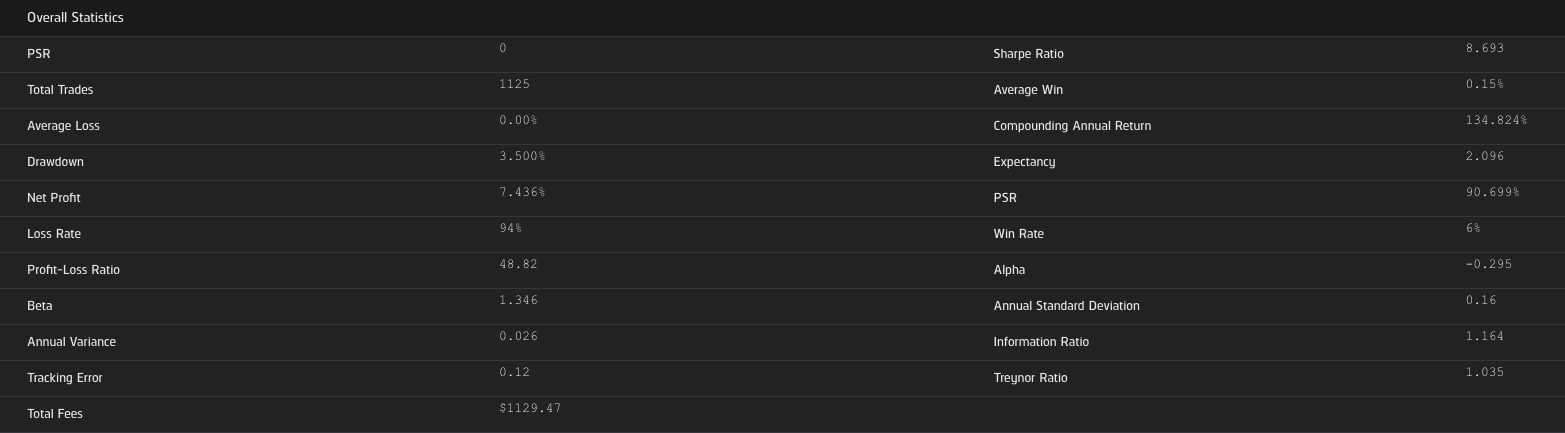 Overall Statistics
PSR 0 Sharpe Ratio 8.693
Total Trades 1125 Average Win 0.15%
Average Loss 0.00% Compounding Annual Return 134.824%
Drawdown 3.500% Expectancy 2.096
Net Profit 7.436% PSR 90.699%
Loss Rate 94% Win Rate 6%
Profit-Loss Ratio 48.82 Alpha -0.295
Beta 1.346 Annual Standard Deviation 0.16
Annual Variance 0.026 Information Ratio 1.164
Tracking Error 0.12 Treynor Ratio 1.035
Total Fees $1129.47